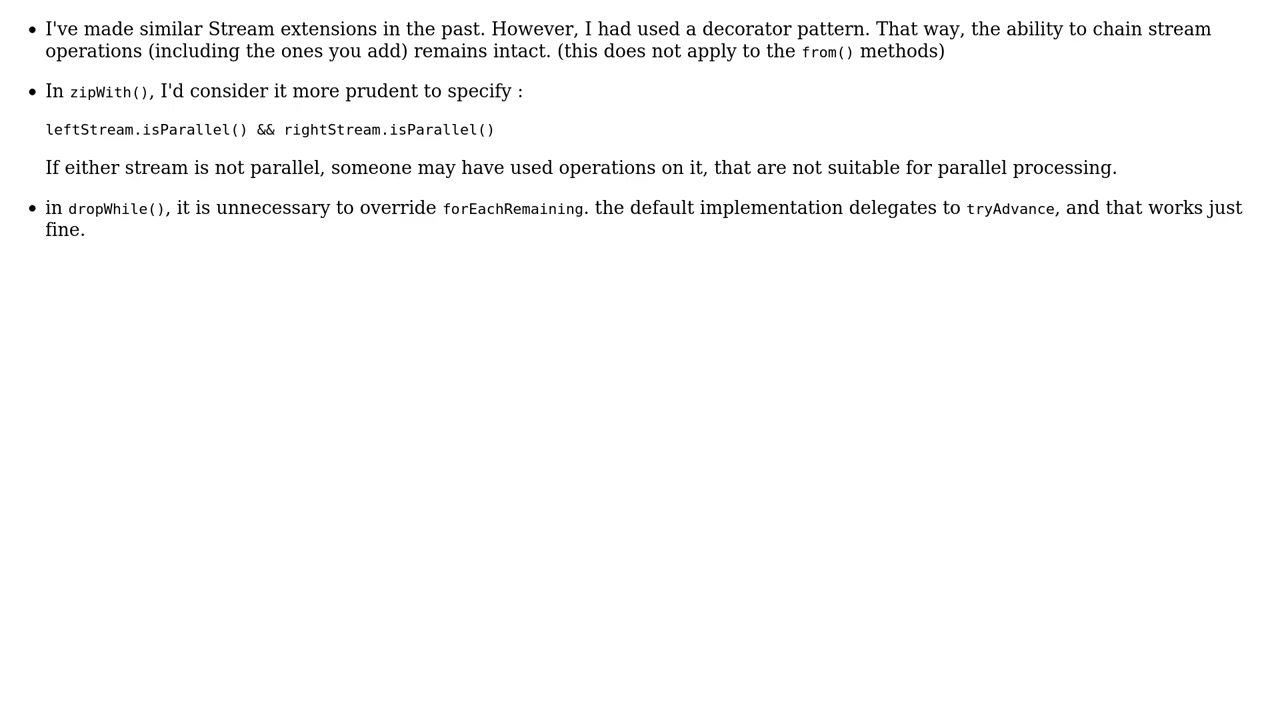 I've made similar Stream extensions in the past. However, I had used a decorator pattern. That way, the ability to chain stream
operations (including the ones you add) remains intact. (this does not apply to the from() methods)
In zipWith(), I'd consider it more prudent to specify :
leftStream.isParallel() && rightStream.isParallel()
If either stream is not parallel, someone may have used operations on it, that are not suitable for parallel processing.
in dropWhile(), it is unnecessary to override forEachRemaining. the default implementation delegates to tryAdvance, and that works just
fine.